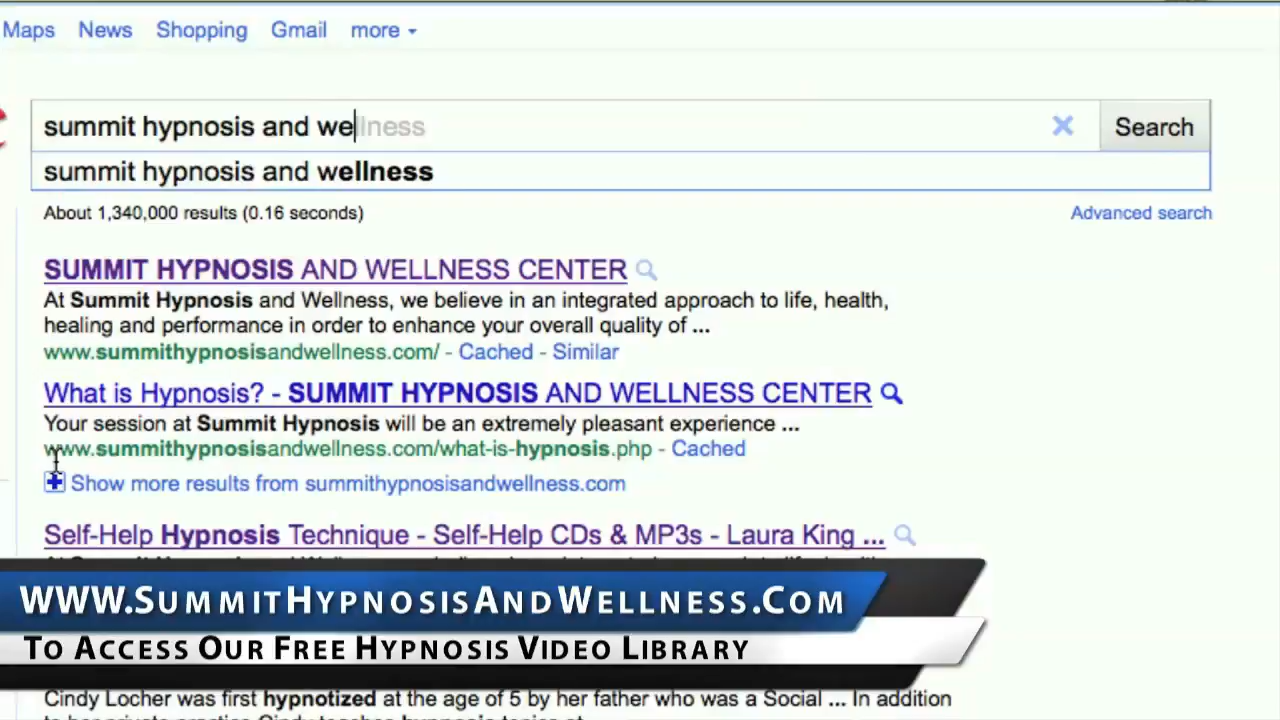 Maps News Shopping Gmail more
summit hypnosis and wellness
Search
summit hypnosis and wellness
About 1,340,000 results (0.16 seconds)
Advanced search
SUMMIT HYPNOSIS AND WELLNESS CENTER
At Summit Hypnosis and Wellness, we believe in an integrated approach to life, health,
healing and performance in order to enhance your overall quality of ...
www.summithypnosisandwellness.com/ - Cached - Similar
What is Hypnosis? - SUMMIT HYPNOSIS AND WELLNESS CENTER
Your session at Summit Hypnosis will be an extremely pleasant experience ...
www.summithypnosisandwellness.com/what-is-hypnosis.php - Cached
Show more results from summithypnosisandwellness.com
Self-Help Hypnosis Technique - Self-Help CDs & MP3s - Laura King ...
WWW.SUMMITHYPNOSISANDWELLNESS.COM
TO ACCESS OUR FREE HYPNOSIS VIDEO LIBRARY
Cindy Locher was first hypnotized at the age of 5 by her father who was a Social ... In addition